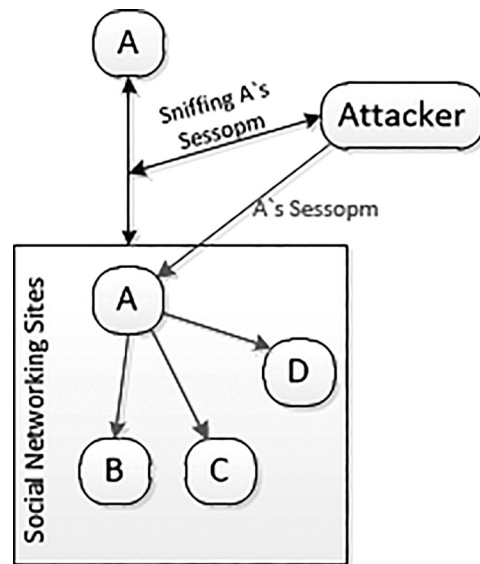 A
Sniffing A`s
Sessopm
Attacker
A`s Sessopm
Social Networking Sites
A
D
B
C